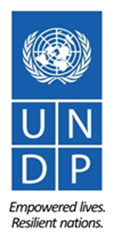 U N
D P
Empowered lives.
Resilient nations.